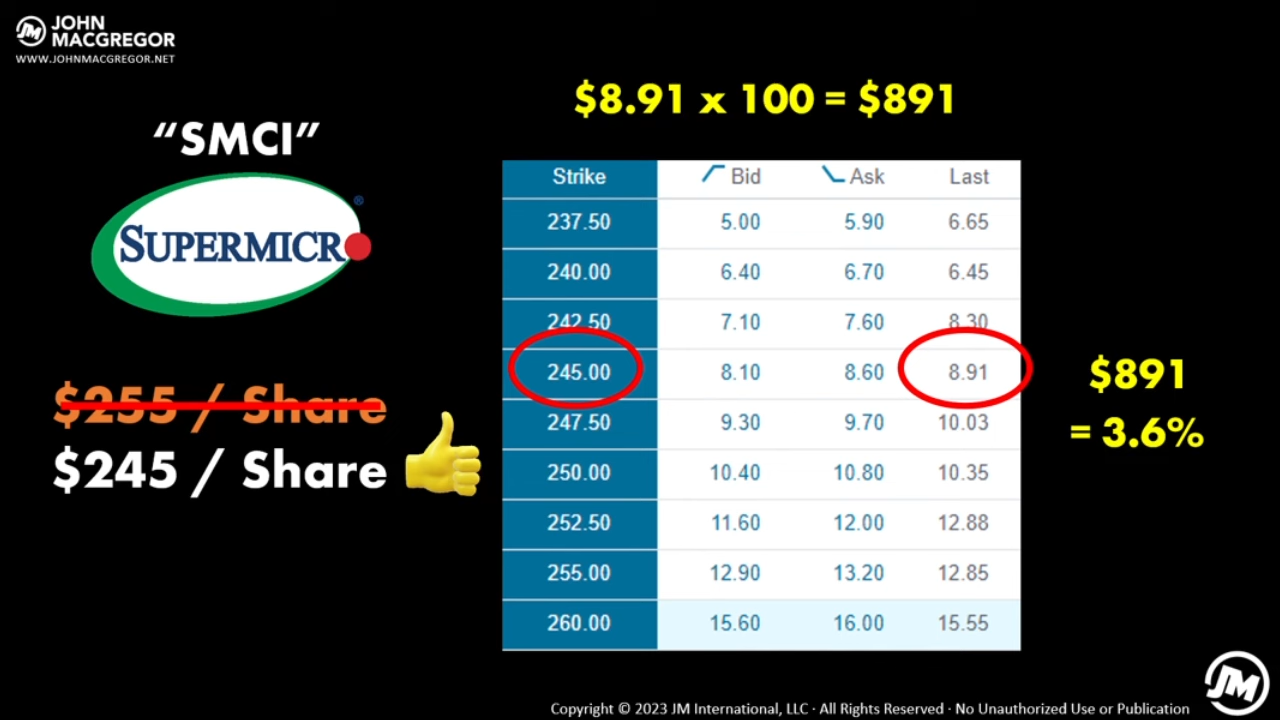 JM JOHN
MACGREGOR
WWW.JOHNMACGREGOR.NET
$8.91 x 100 = $891
“SMCI”
SUPERMICR
®
$255 / Share
$245 / Share
Strike Bid Ask Last
237.50 5.00 5.90 6.65
240.00 6.40 6.70 6.45
242.50 7.10 7.60 8.30
245.00 8.10 8.60 8.91
247.50 9.30 9.70 10.03
250.00 10.40 10.80 10.35
252.50 11.60 12.00 12.88
255.00 12.90 13.20 12.85
260.00 15.60 16.00 15.55
$891
= 3.6%
JM
Copyright © 2023 JM International, LLC · All Rights Reserved · No Unauthorized Use or Publication